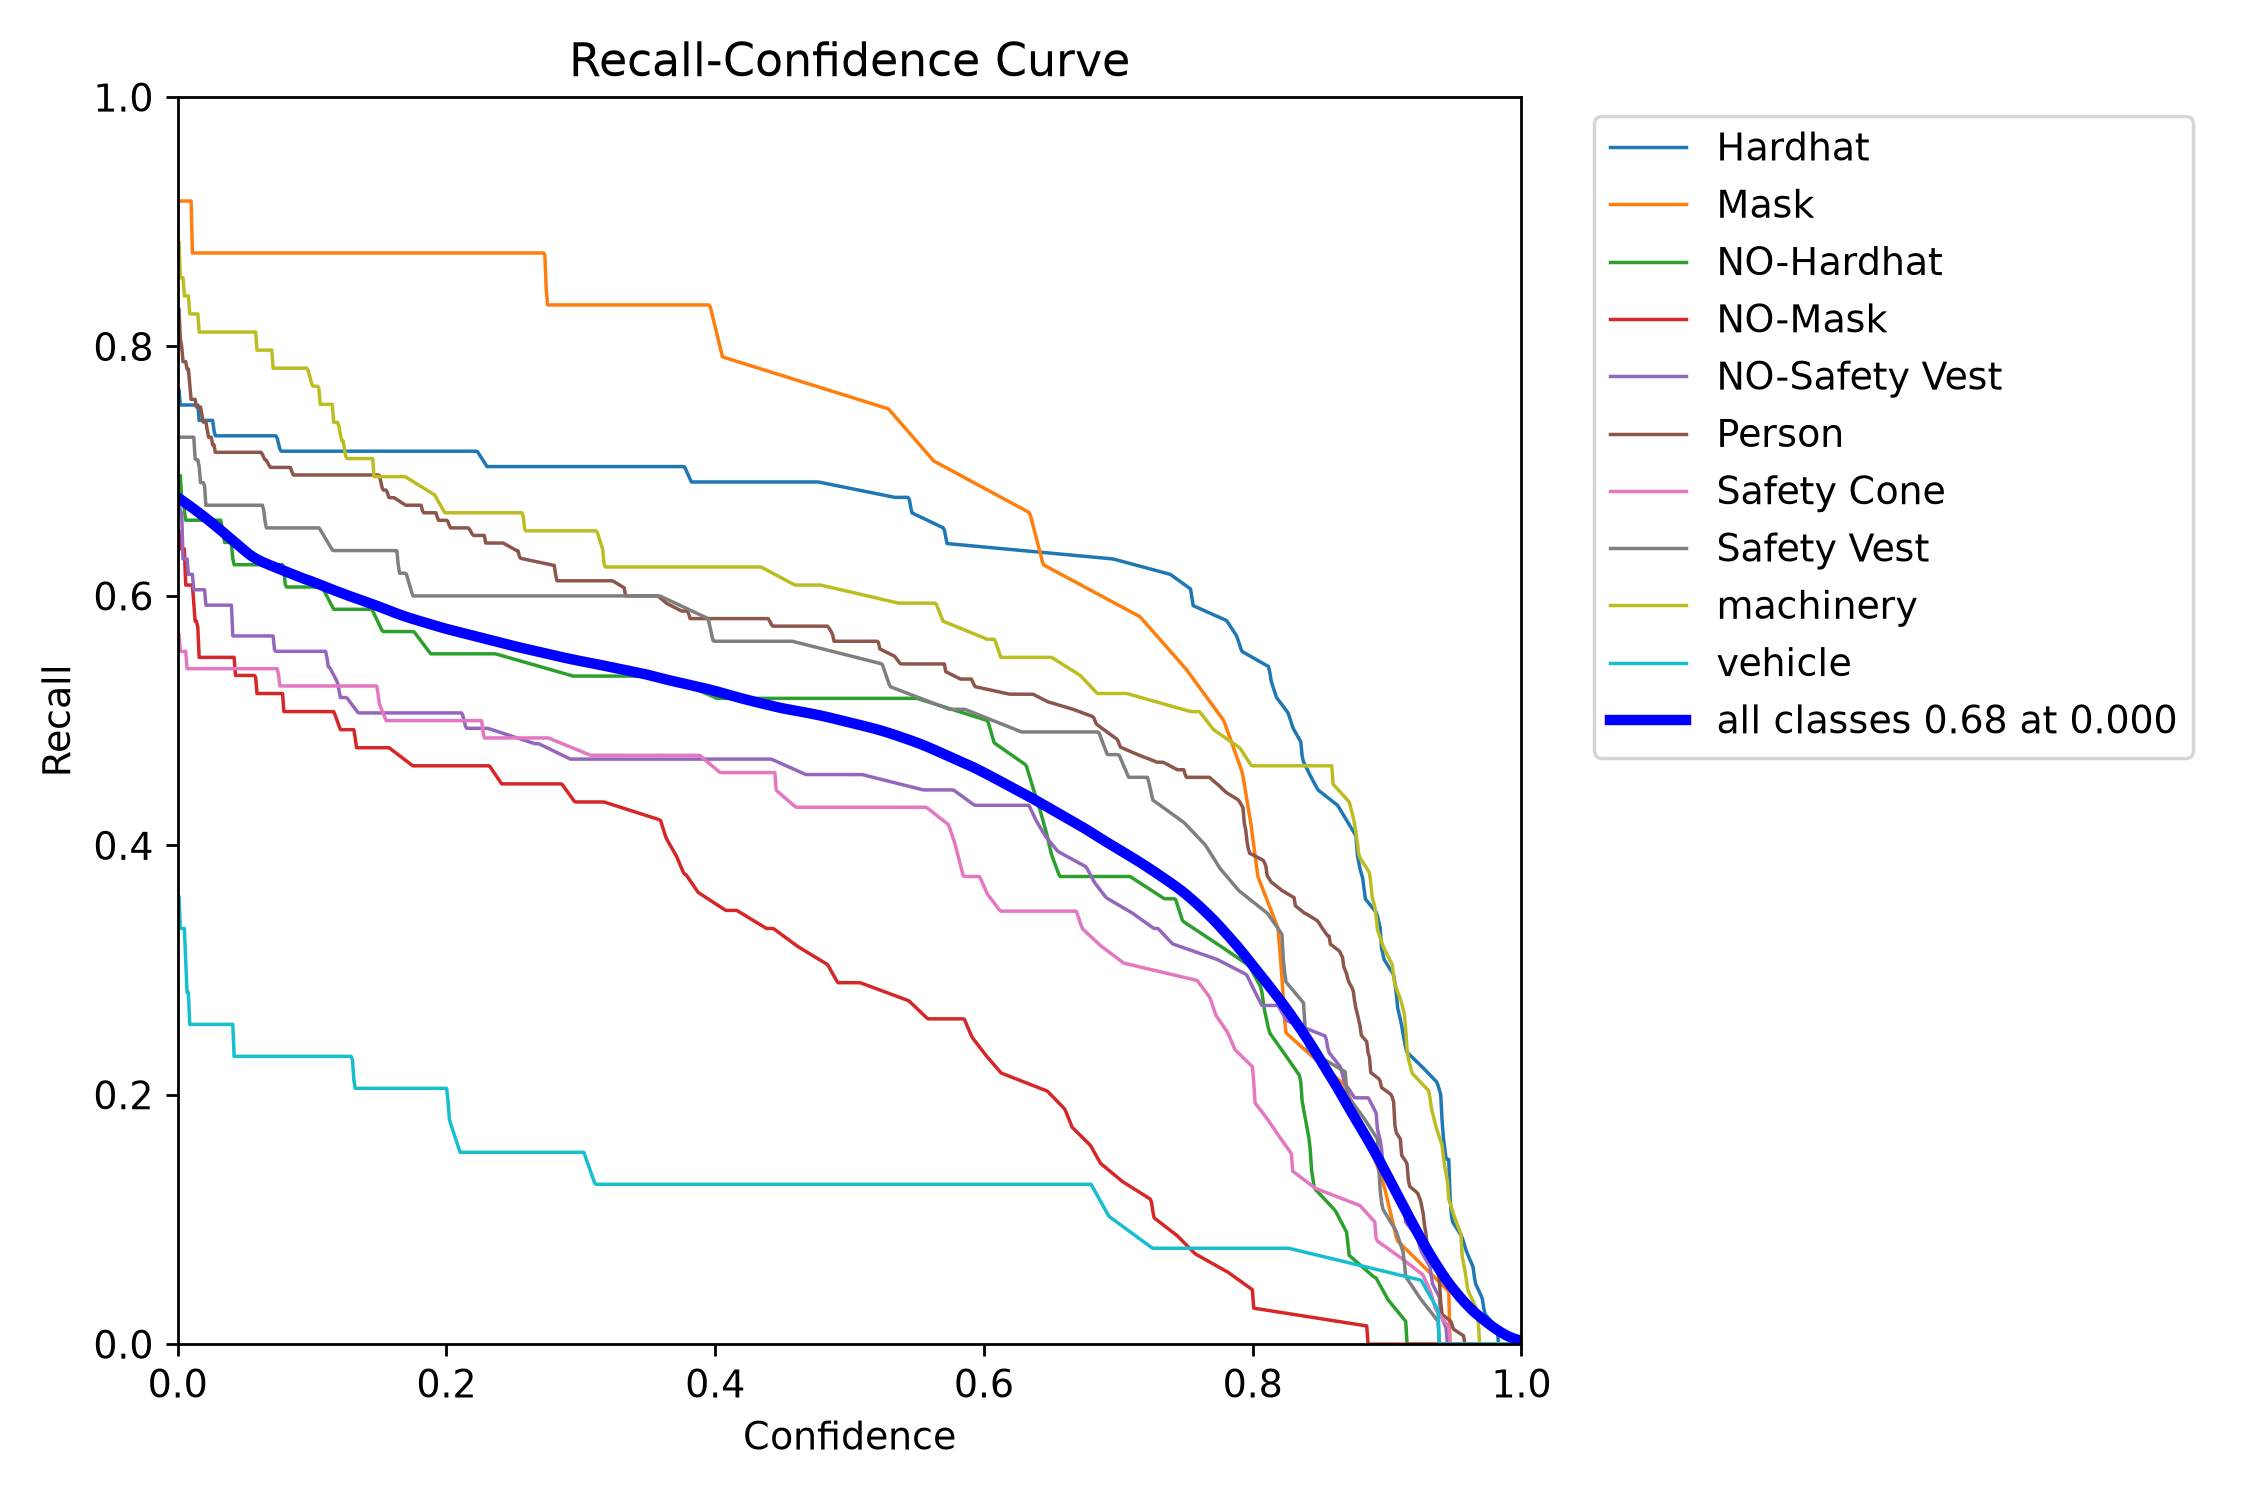 Recall-Confidence Curve
1.0
0.8
0.6
0.4
0.2
0.0
Recall
0.0 0.2 0.4 0.6 0.8 1.0
Confidence
Hardhat
Mask
NO-Hardhat
NO-Mask
NO-Safety Vest
Person
Safety Cone
Safety Vest
machinery
vehicle
all classes 0.68 at 0.000